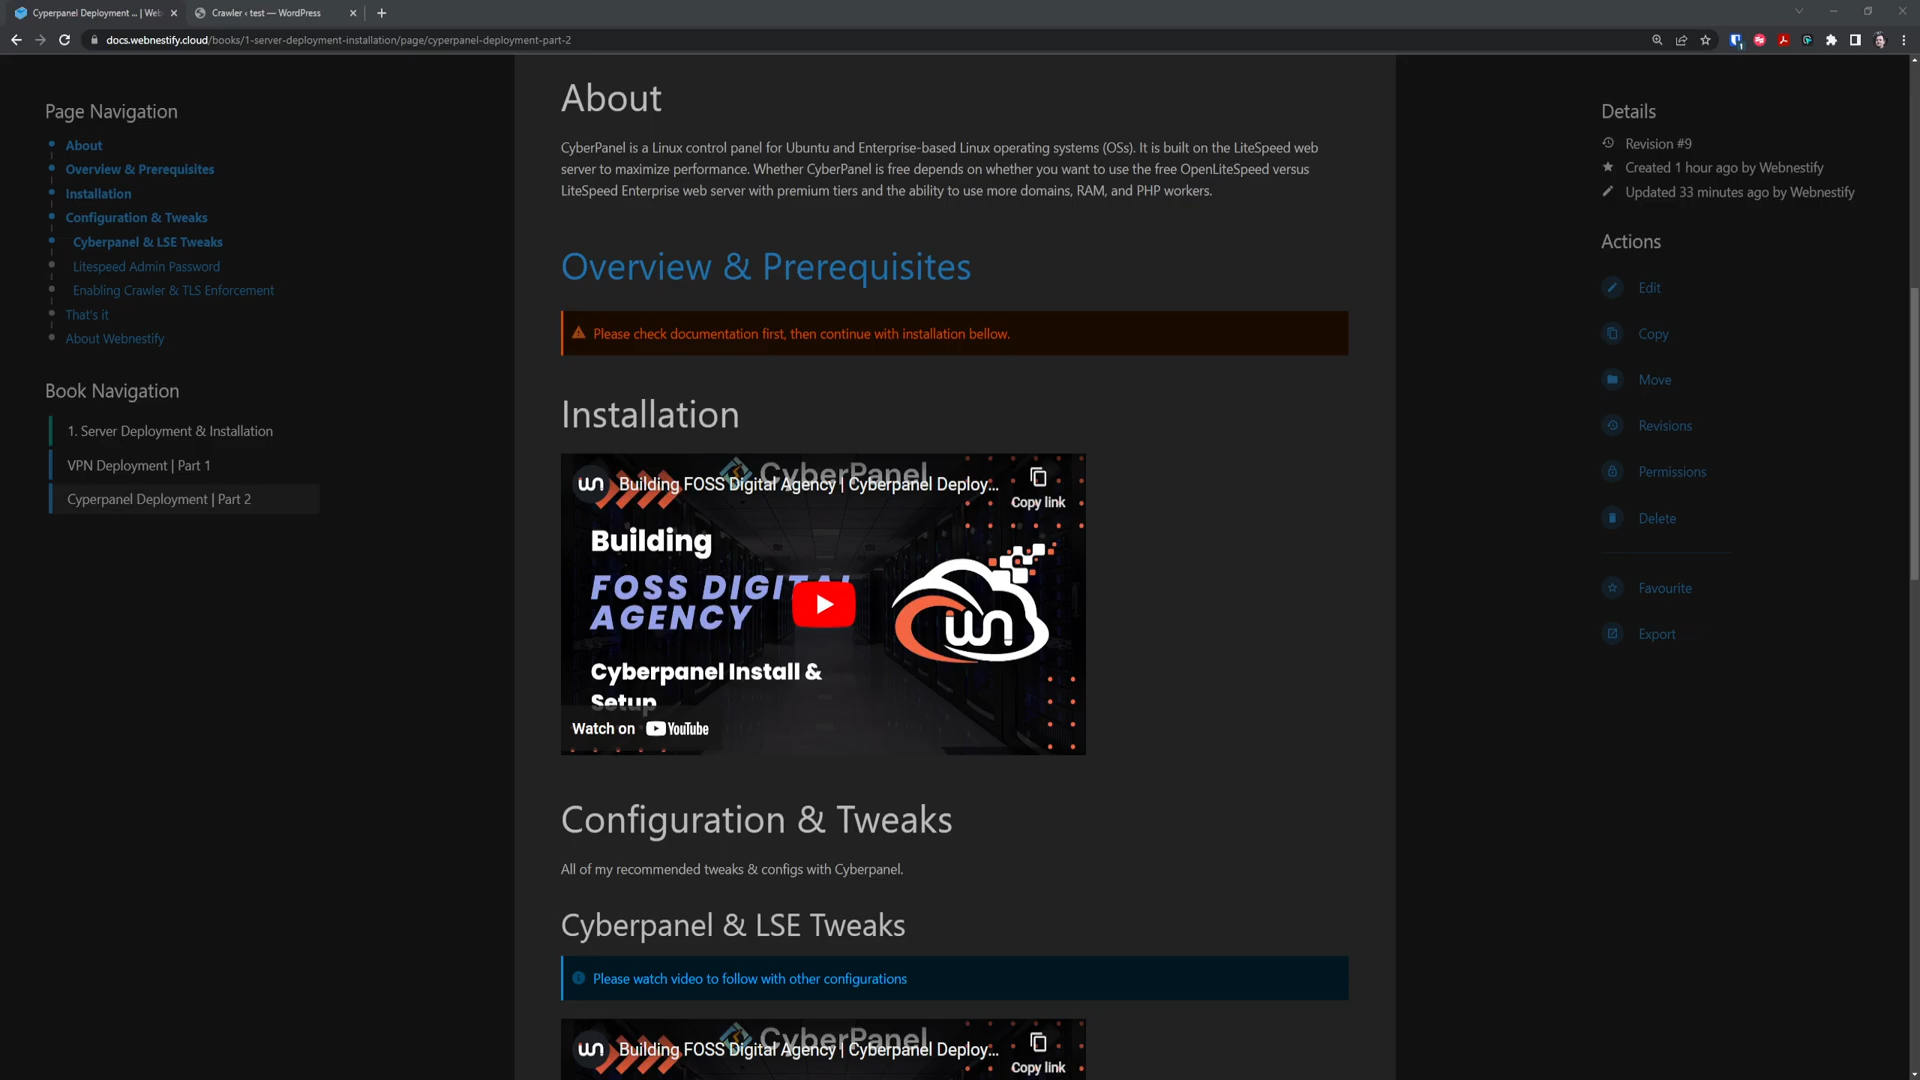 Cyperpanel Deployment ... | Web
Crawler ‹ test — WordPress
docs.webnestify.cloud/books/1-server-deployment-installation/page/cyperpanel-deployment-part-2
Page Navigation
About
Overview & Prerequisites
Installation
Configuration & Tweaks
Cyberpanel & LSE Tweaks
Litespeed Admin Password
Enabling Crawler & TLS Enforcement
That's it
About Webnestify
Book Navigation
1. Server Deployment & Installation
VPN Deployment | Part 1
Cyperpanel Deployment | Part 2
About
CyberPanel is a Linux control panel for Ubuntu and Enterprise-based Linux operating systems (OSs). It is built on the LiteSpeed web
server to maximize performance. Whether CyberPanel is free depends on whether you want to use the free OpenLiteSpeed versus
LiteSpeed Enterprise web server with premium tiers and the ability to use more domains, RAM, and PHP workers.
Overview & Prerequisites
Please check documentation first, then continue with installation bellow.
Installation
CyberPanel
wn Building FOSS Digital Agency | Cyberpanel Deploy...
Copy link
Building
FOSS DIGITAL
AGENCY
wn
Cyberpanel Install &
Setup
Watch on YouTube
Configuration & Tweaks
All of my recommended tweaks & configs with Cyberpanel.
Cyberpanel & LSE Tweaks
Please watch video to follow with other configurations
CyberPanel
wn Building FOSS Digital Agency | Cyberpanel Deploy...
Copy link
Details
Revision #9
Created 1 hour ago by Webnestify
Updated 33 minutes ago by Webnestify
Actions
Edit
Copy
Move
Revisions
Permissions
Delete
Favourite
Export